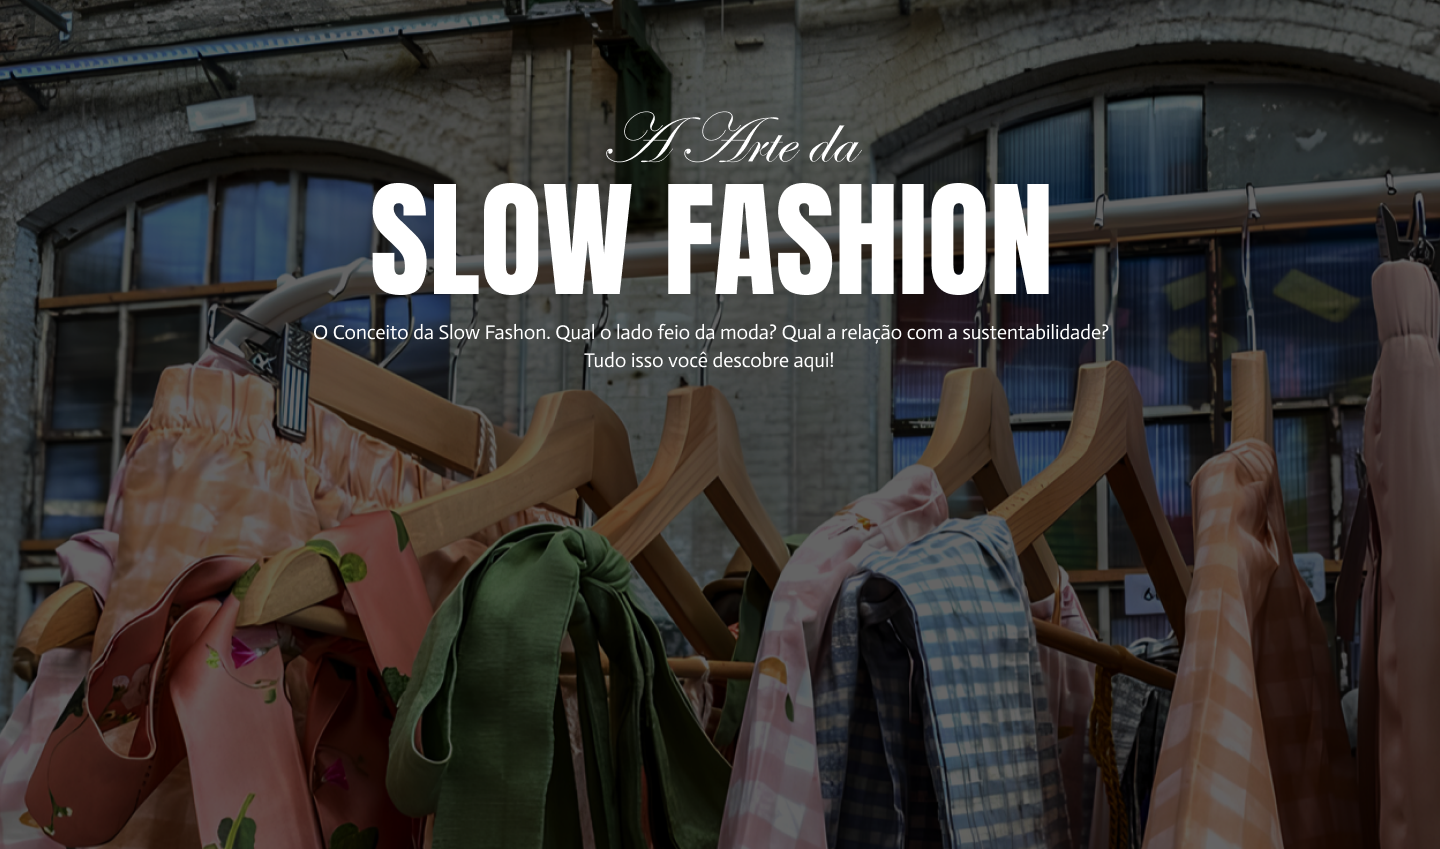 A Arte da
SLOW FASHION
O Conceito da Slow Fashon. Qual o lado feio da moda? Qual a relação com a sustentabilidade?
Tudo isso você descobre aqui!